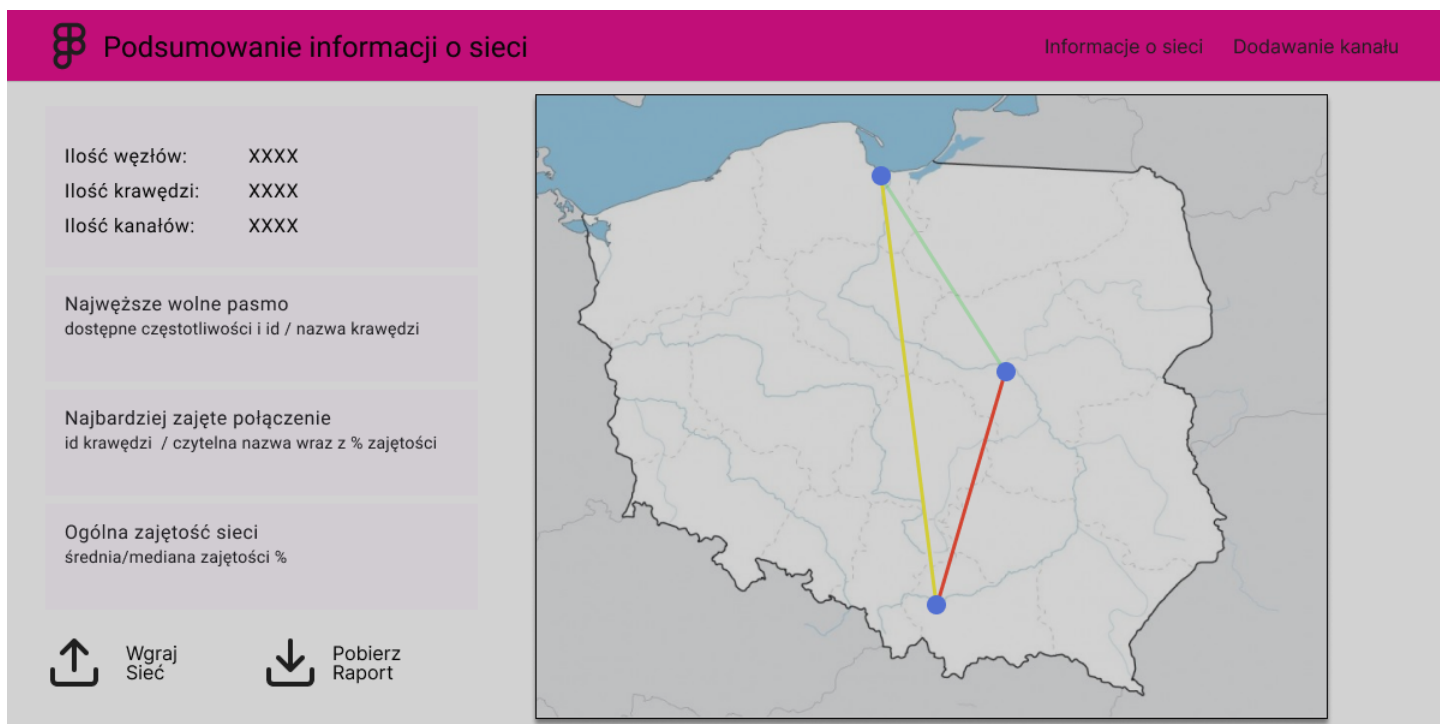 Podsumowanie informacji o sieci
Informacje o sieci
Dodawanie kanału
Ilość węzłów: XXXX
Ilość krawędzi: XXXX
Ilość kanałów: XXXX
Najwęższe wolne pasmo
dostępne częstotliwości i id / nazwa krawędzi
Najbardziej zajęte połączenie
id krawędzi / czytelna nazwa wraz z % zajętości
Ogólna zajętość sieci
średnia/mediana zajętości %
Wgraj
Sieć
Pobierz
Raport